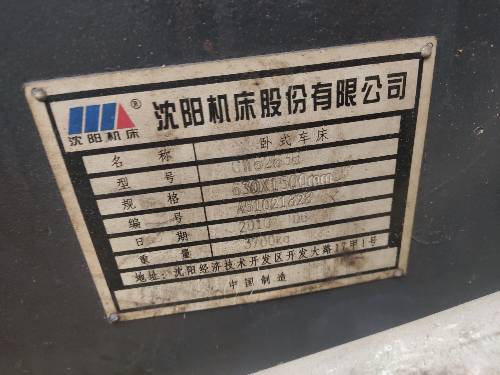 沈阳机床
® 沈阳机床股份有限公司
名 称 卧式车床
型 号
规 格 630X1500mm
编 号
日 期
重 量 3700kg
地址: 沈阳经济技术开发区开发大路17甲1号
中国制造